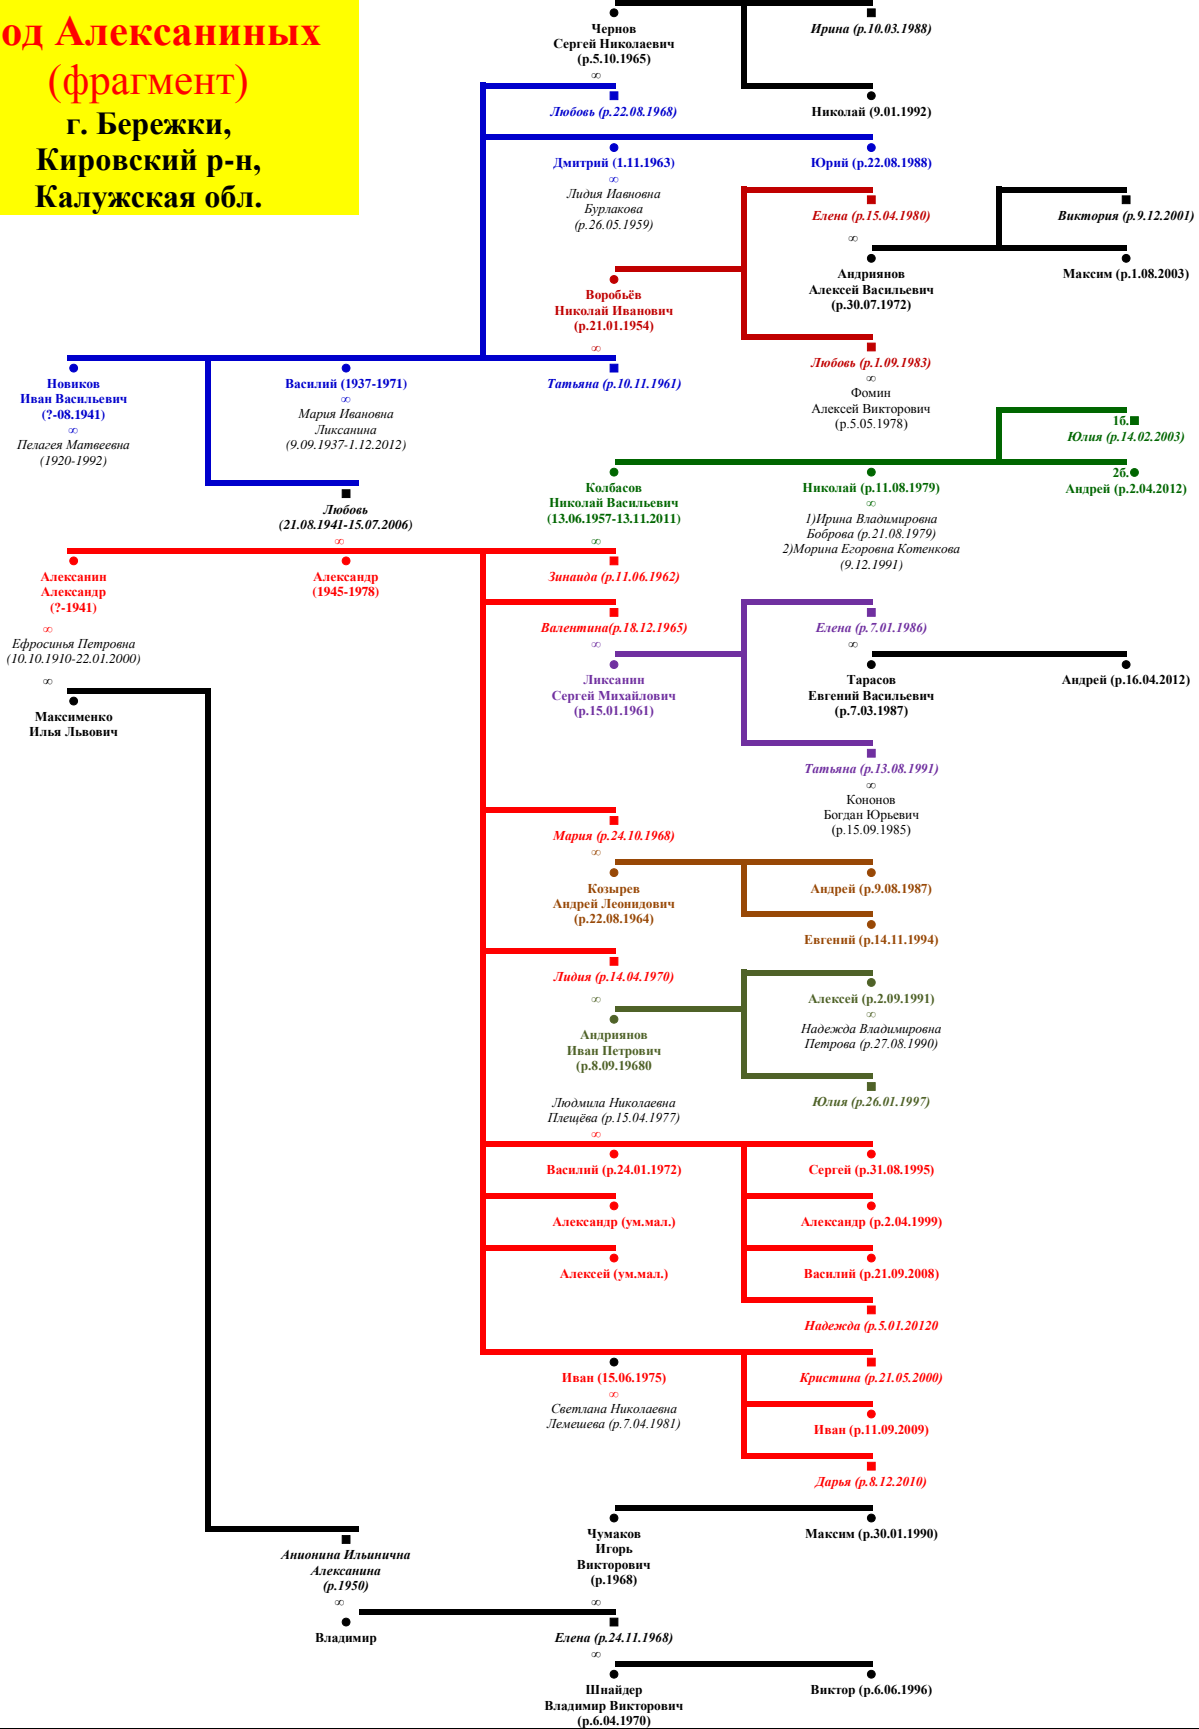 од Алексаниных
(фрагмент)
г. Бережки,
Кировский р-н,
Калужская обл.
Чернов
Сергей Николаевич
(р.5.10.1965)
∞
Любовь (р.22.08.1968)
Ирина (р.10.03.1988)
Николай (9.01.1992)
Дмитрий (1.11.1963)
∞
Лидия Иавновна
Бурлакова
(р.26.05.1959)
Юрий (р.22.08.1988)
Елена (р.15.04.1980)
∞
Андриянов
Алексей Васильевич
(р.30.07.1972)
Виктория (р.9.12.2001)
Максим (р.1.08.2003)
Воробьёв
Николай Иванович
(р.21.01.1954)
∞
Татьяна (р.10.11.1961)
Любовь (р.1.09.1983)
∞
Фомин
Алексей Викторович
(р.5.05.1978)
Новиков
Иван Васильевич
(?-08.1941)
∞
Пелагея Матвеевна
(1920-1992)
Василий (1937-1971)
∞
Мария Ивановна
Ликсанина
(9.09.1937-1.12.2012)
Любовь
(21.08.1941-15.07.2006)
∞
Колбасов
Николай Васильевич
(13.06.1957-13.11.2011)
∞
Николай (р.11.08.1979)
∞
1)Ирина Владимировна
Боброва (р.21.08.1979)
2)Морина Егоровна Котенкова
(9.12.1991)
1б.
Юлия (р.14.02.2003)
2б.
Андрей (р.2.04.2012)
Алексанин
Александр
(?-1941)
∞
Ефросинья Петровна
(10.10.1910-22.01.2000)
∞
Максименко
Илья Львович
Александр
(1945-1978)
Зинаида (р.11.06.1962)
Валентина(р.18.12.1965)
∞
Ликсанин
Сергей Михайлович
(р.15.01.1961)
Елена (р.7.01.1986)
∞
Тарасов
Евгений Васильевич
(р.7.03.1987)
Андрей (р.16.04.2012)
Татьяна (р.13.08.1991)
∞
Кононов
Богдан Юрьевич
(р.15.09.1985)
Мария (р.24.10.1968)
∞
Козырев
Андрей Леонидович
(р.22.08.1964)
Андрей (р.9.08.1987)
Евгений (р.14.11.1994)
Лидия (р.14.04.1970)
∞
Андриянов
Иван Петрович
(р.8.09.19680
Алексей (р.2.09.1991)
∞
Надежда Владимировна
Петрова (р.27.08.1990)
Юлия (р.26.01.1997)
Людмила Николаевна
Плещёва (р.15.04.1977)
∞
Василий (р.24.01.1972)
Сергей (р.31.08.1995)
Александр (ум.мал.)
Александр (р.2.04.1999)
Алексей (ум.мал.)
Василий (р.21.09.2008)
Надежда (р.5.01.20120
Иван (15.06.1975)
∞
Светлана Николаевна
Лемешева (р.7.04.1981)
Кристина (р.21.05.2000)
Иван (р.11.09.2009)
Дарья (р.8.12.2010)
Анионина Ильинична
Алексанина
(р.1950)
∞
Владимир
Чумаков
Игорь
Викторович
(р.1968)
∞
Максим (р.30.01.1990)
Елена (р.24.11.1968)
∞
Шнайдер
Владимир Викторович
(р.6.04.1970)
Виктор (р.6.06.1996)